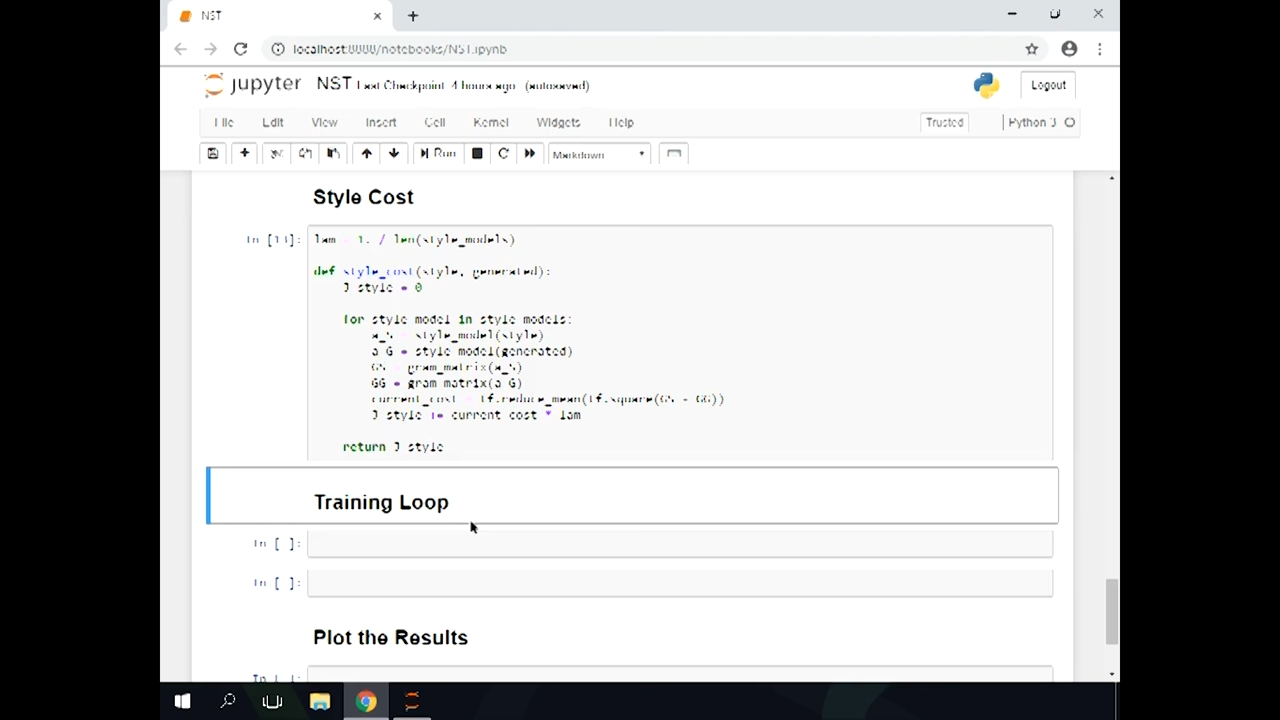 NST
localhost:8888/notebooks/NST.ipynb
jupyter NST Last Checkpoint: 4 hours ago (autosaved)
Logout
File Edit View Insert Cell Kernel Widgets Help
Trusted Python 3
Run Markdown
Style Cost
In [13]: lam = 1. / len(style_models)
def style_cost(style, generated):
J_style = 0
for style_model in style_models:
a_S = style_model(style)
a_G = style_model(generated)
GS = gram_matrix(a_S)
GG = gram_matrix(a_G)
current_cost = tf.reduce_mean(tf.square(GS - GG))
J_style += current_cost * lam
return J_style
Training Loop
In [ ]:
In [ ]:
Plot the Results
In [ ]: